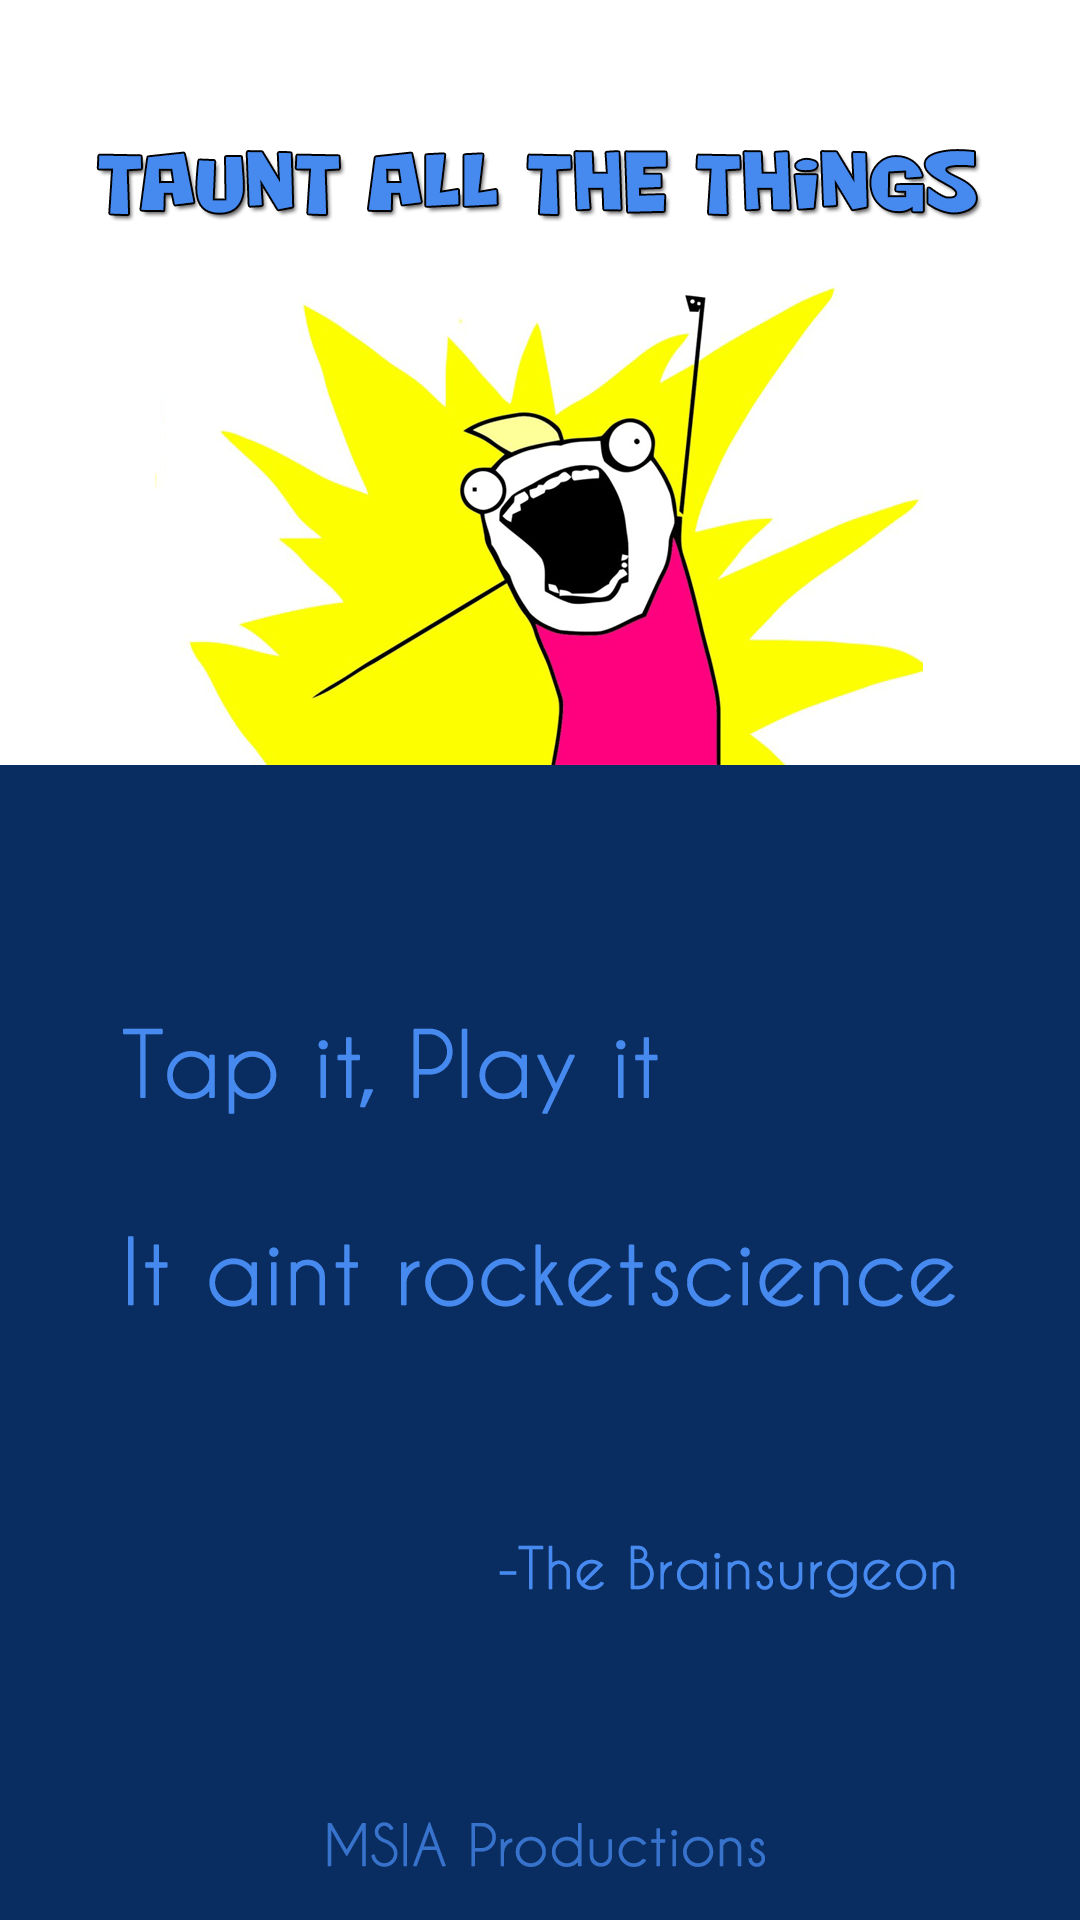 TAUNT ALL THE THiNGS
Tap it, Play it
It aint rocketscience
-The Brainsurgeon
MSIA Productions